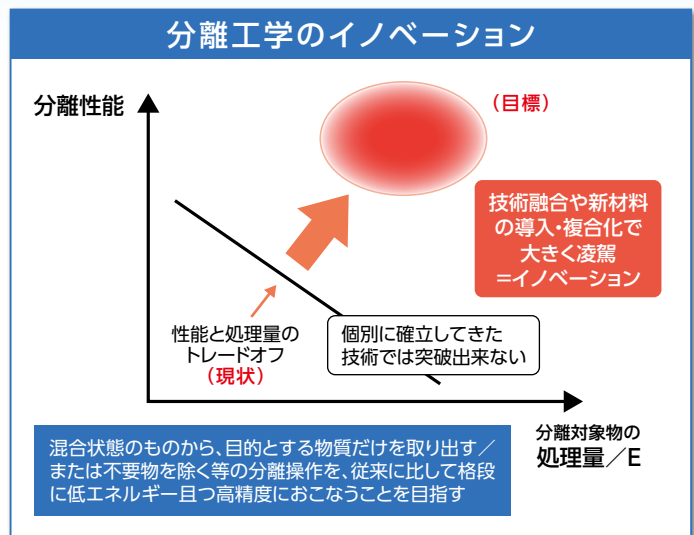 分離工学のイノベーション
分離性能
(目標)
技術融合や新材料
の導入・複合化で
大きく凌駕
=イノベーション
性能と処理量の
トレードオフ
(現状)
個別に確立してきた
技術では突破出来ない
分離対象物の
処理量/E
混合状態のものから、目的とする物質だけを取り出す/
または不要物を除く等の分離操作を、従来に比して格段
に低エネルギー且つ高精度におこなうことを目指す